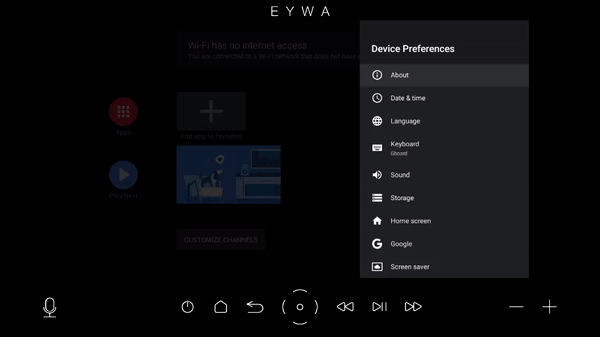 EYWA
Wi-Fi has no internet access
You are connected to a Wi-Fi network that does not have
Apps
Add app to favorites
Play Next
CUSTOMIZE CHANNELS
Device Preferences
About
Date & time
Language
Keyboard
Gboard
Sound
Storage
Home screen
Google
Screen saver